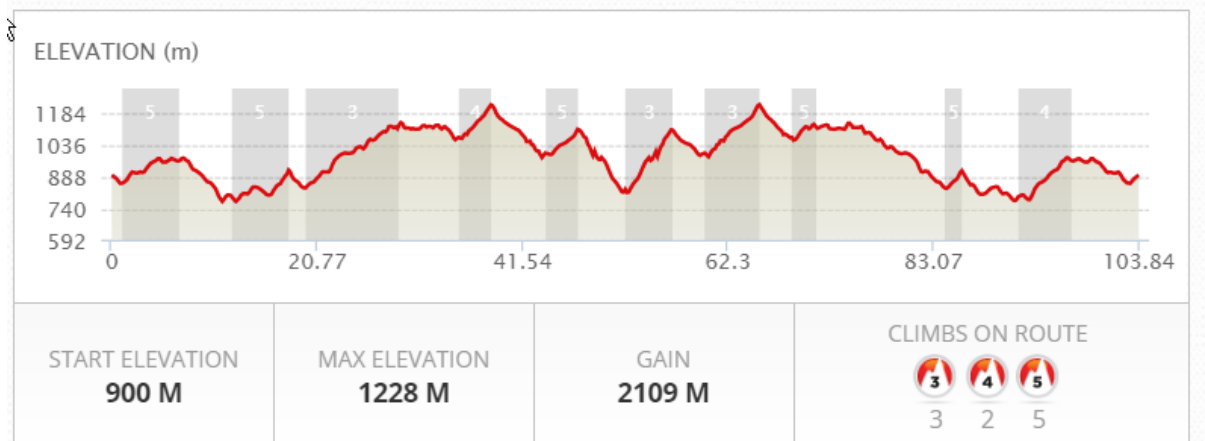 ELEVATION (m)
5 5 3 4 5 3 3 5 5 4
1184
1036
888
740
592
0 20.77 41.54 62.3 83.07 103.84
START ELEVATION
900 M
MAX ELEVATION
1228 M
GAIN
2109 M
CLIMBS ON ROUTE
3 4 5
3 2 5